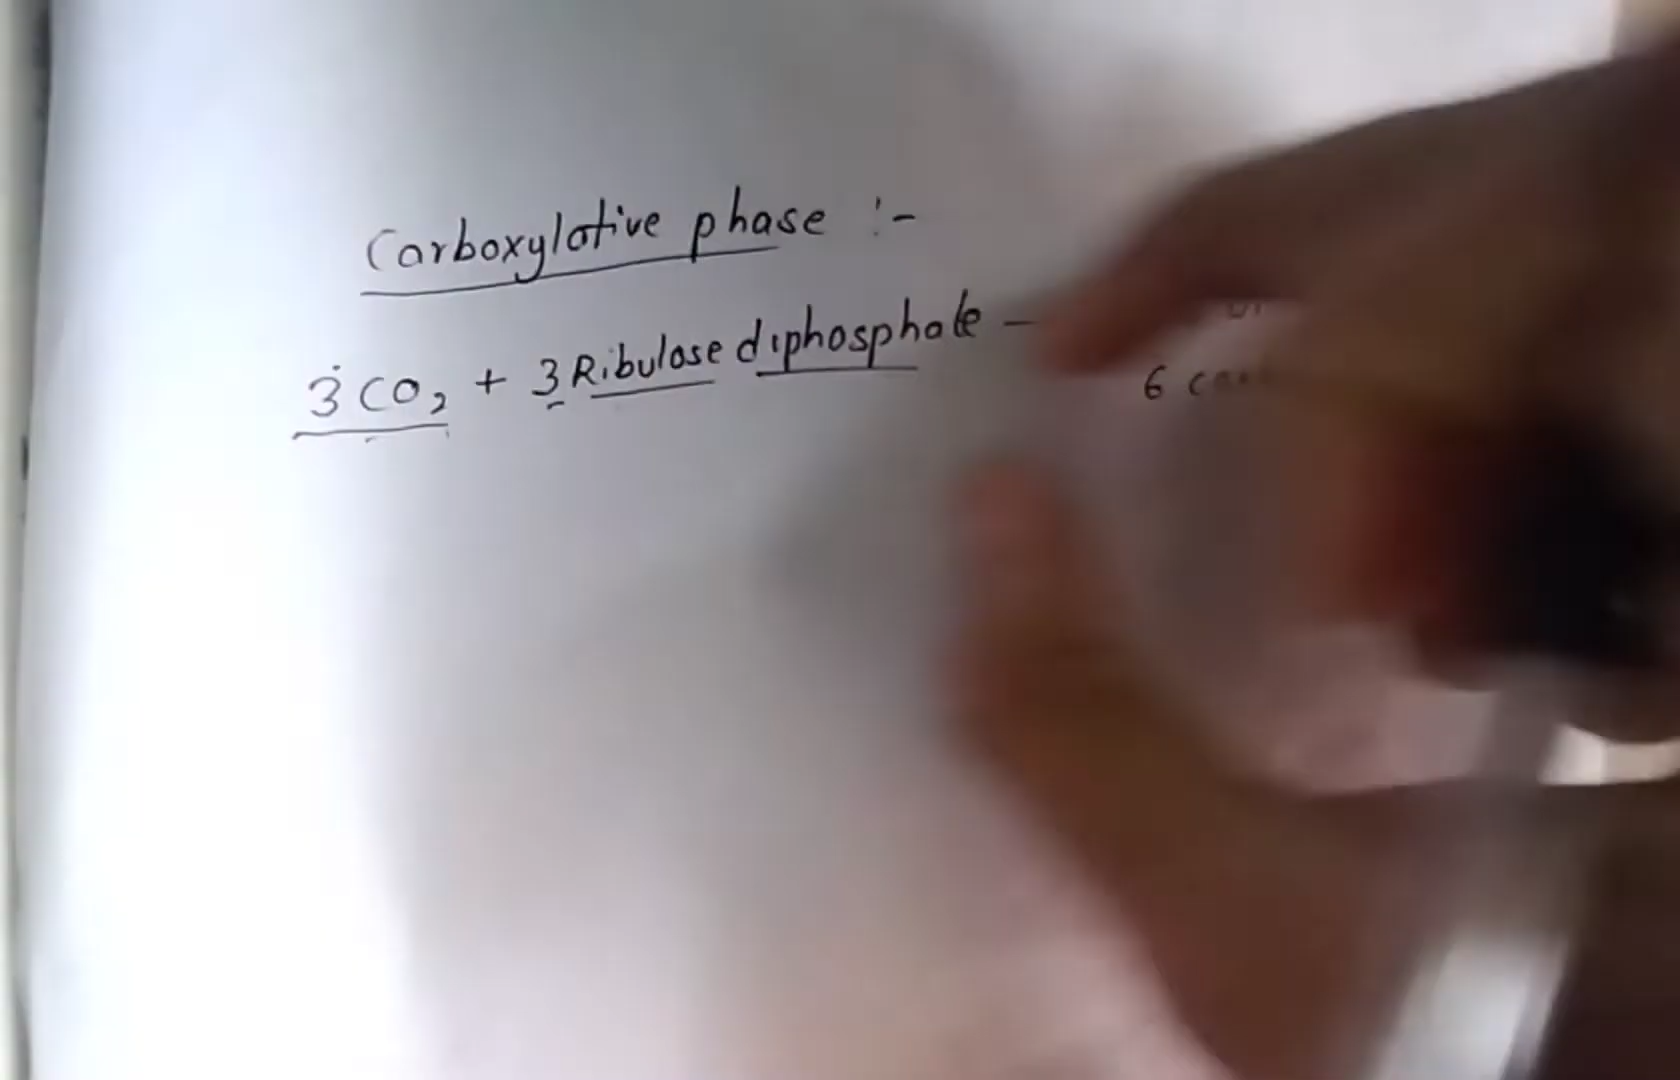 Carboxylative phase :-
3 CO2 + 3 Ribulose diphosphate —
6